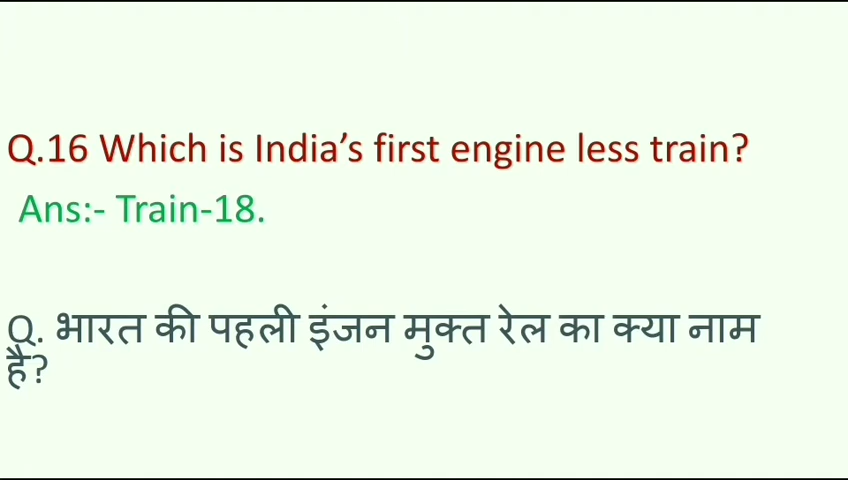 Q.16 Which is India’s first engine less train?
Ans:- Train-18.
Q. भारत की पहली इंजन मुक्त रेल का क्या नाम
है?